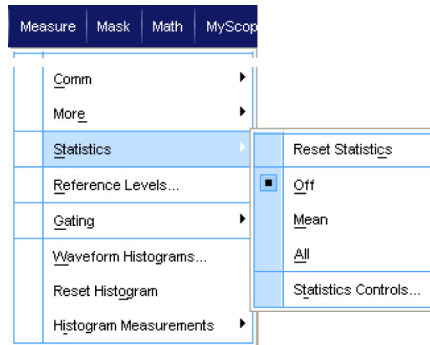 Measure Mask Math MyScop
Comm
More
Statistics
Reference Levels...
Gating
Waveform Histograms...
Reset Histogram
Histogram Measurements
Reset Statistics
Off
Mean
All
Statistics Controls...